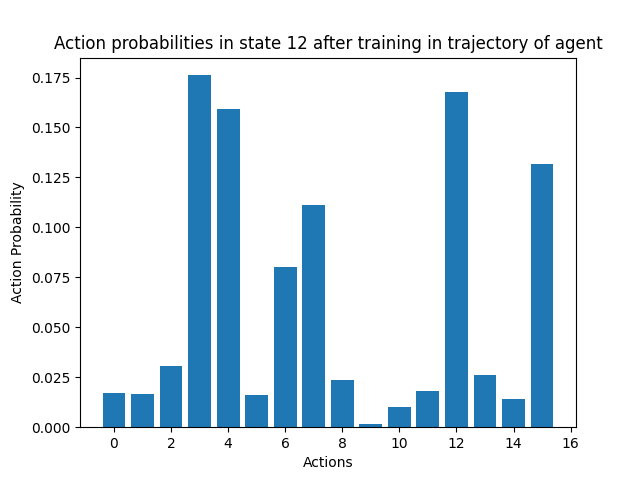 Action probabilities in state 12 after training in trajectory of agent
0.175
0.150
0.125
0.100
0.075
0.050
0.025
0.000
Action Probability
0 2 4 6 8 10 12 14 16
Actions